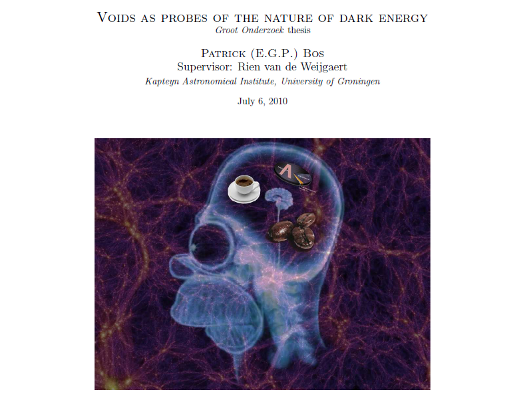 Voids as probes of the nature of dark energy
Groot Onderzoek thesis
Patrick (E.G.P.) Bos
Supervisor: Rien van de Weijgaert
Kapteyn Astronomical Institute, University of Groningen
July 6, 2010